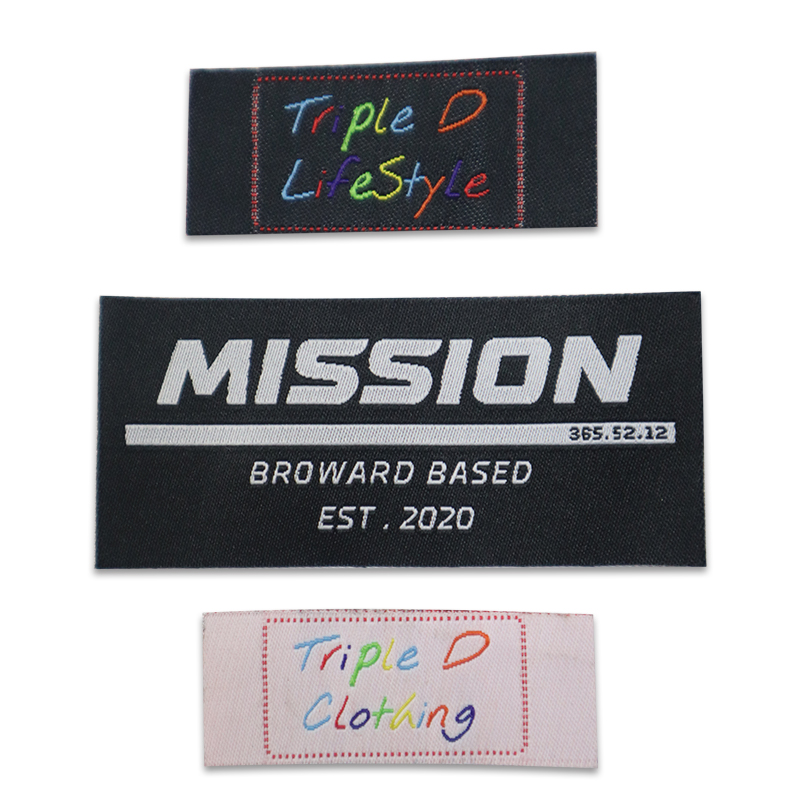 Triple D
LifeStyle
MISSION
365.52.12
BROWARD BASED
EST . 2020
Triple D
Clothing